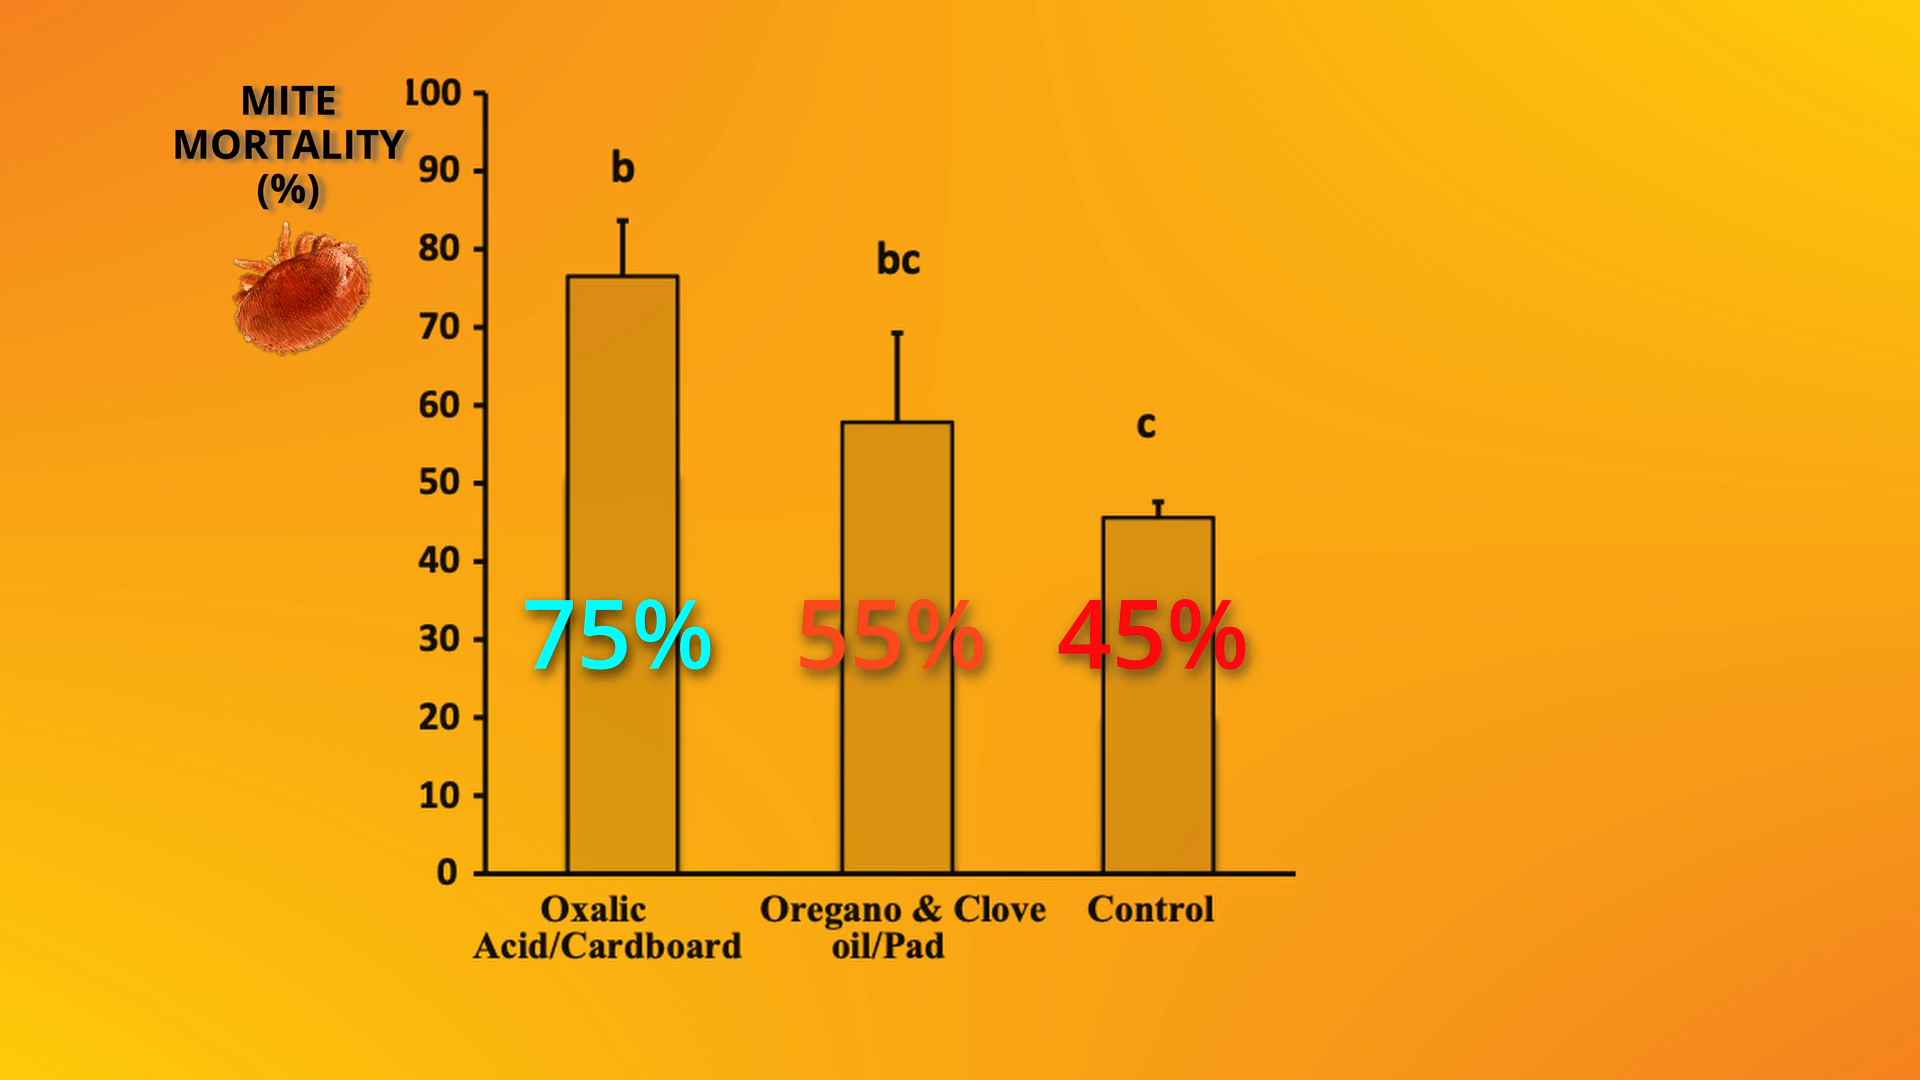 MITE
MORTALITY
(%)
100
90
80
70
60
50
40
30
20
10
0
b
bc
c
75%
55%
45%
Oxalic
Acid/Cardboard
Oregano & Clove
oil/Pad
Control